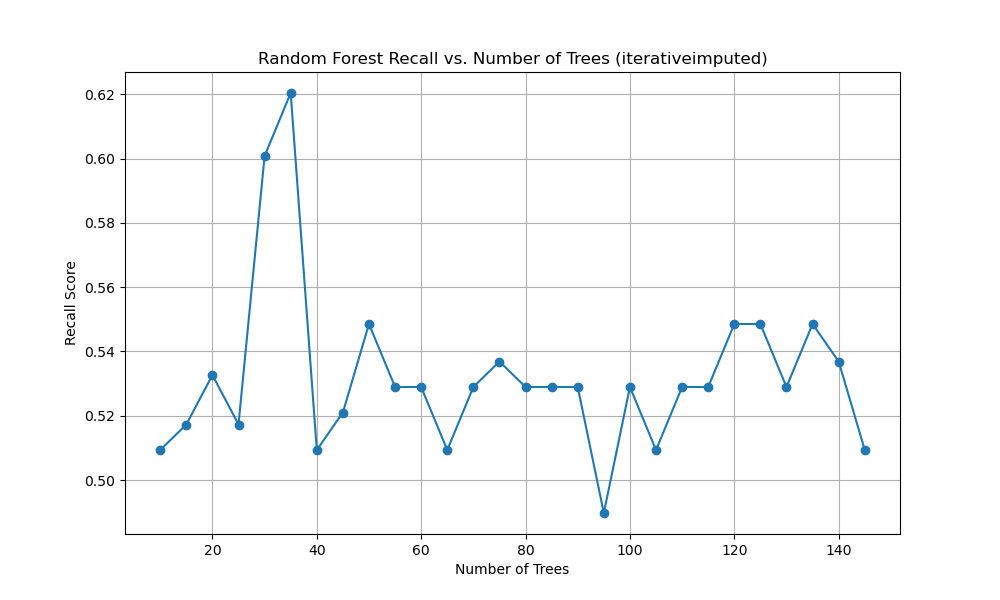 Random Forest Recall vs. Number of Trees (iterativeimputed)
0.62
0.60
0.58
0.56
0.54
0.52
0.50
Recall Score
20 40 60 80 100 120 140
Number of Trees